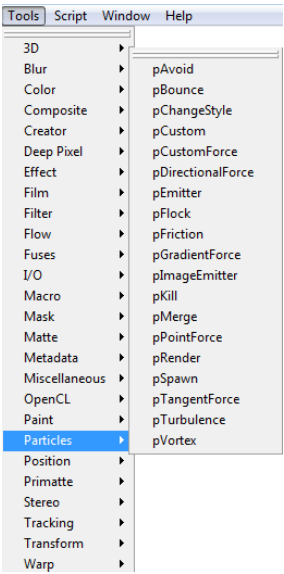 Tools Script Window Help
3D
Blur
Color
Composite
Creator
Deep Pixel
Effect
Film
Filter
Flow
Fuses
I/O
Macro
Mask
Matte
Metadata
Miscellaneous
OpenCL
Paint
Particles
Position
Primatte
Stereo
Tracking
Transform
Warp
pAvoid
pBounce
pChangeStyle
pCustom
pCustomForce
pDirectionalForce
pEmitter
pFlock
pFriction
pGradientForce
pImageEmitter
pKill
pMerge
pPointForce
pRender
pSpawn
pTangentForce
pTurbulence
pVortex